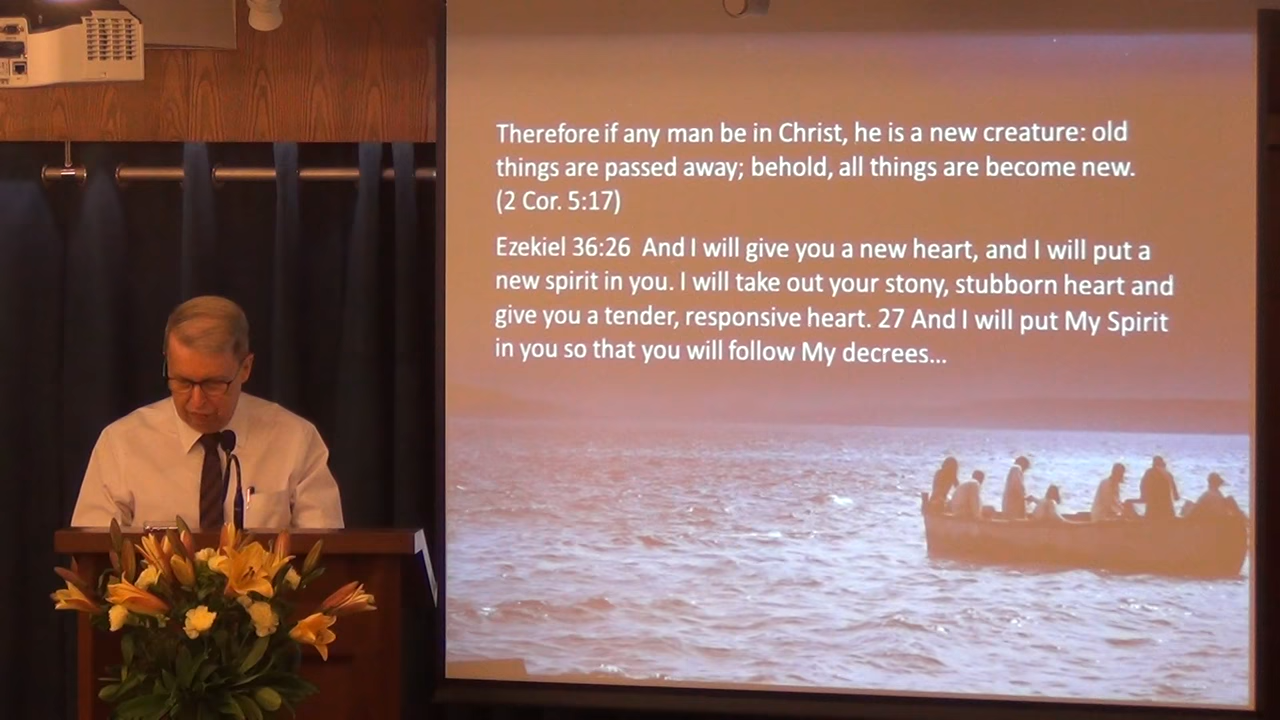 Therefore if any man be in Christ, he is a new creature: old
things are passed away; behold, all things are become new.
(2 Cor. 5:17)
Ezekiel 36:26  And I will give you a new heart, and I will put a
new spirit in you. I will take out your stony, stubborn heart and
give you a tender, responsive heart. 27 And I will put My Spirit
in you so that you will follow My decrees...